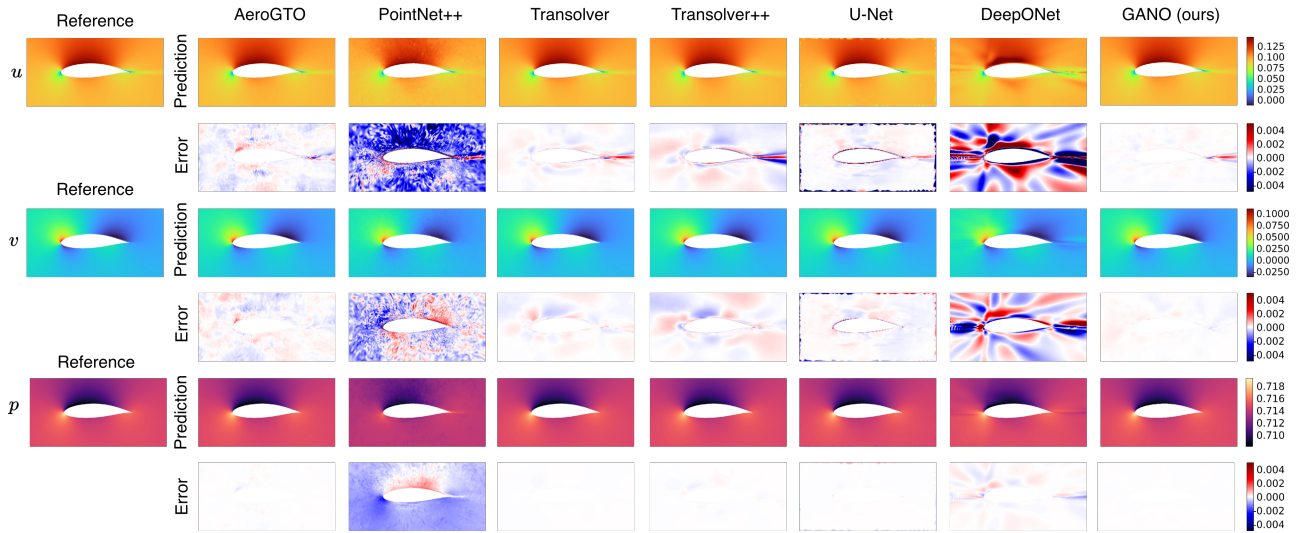 Reference AeroGTO PointNet++ Transolver Transolver++ U-Net DeepONet GANO (ours)
u Prediction 0.125
0.100
0.075
0.050
0.025
0.000
Error 0.004
0.002
0.000
−0.002
−0.004
Reference
v Prediction 0.1000
0.0750
0.0500
0.0250
0.0000
−0.0250
Error 0.004
0.002
0.000
−0.002
−0.004
Reference
p Prediction 0.718
0.716
0.714
0.712
0.710
Error 0.004
0.002
0.000
−0.002
−0.004